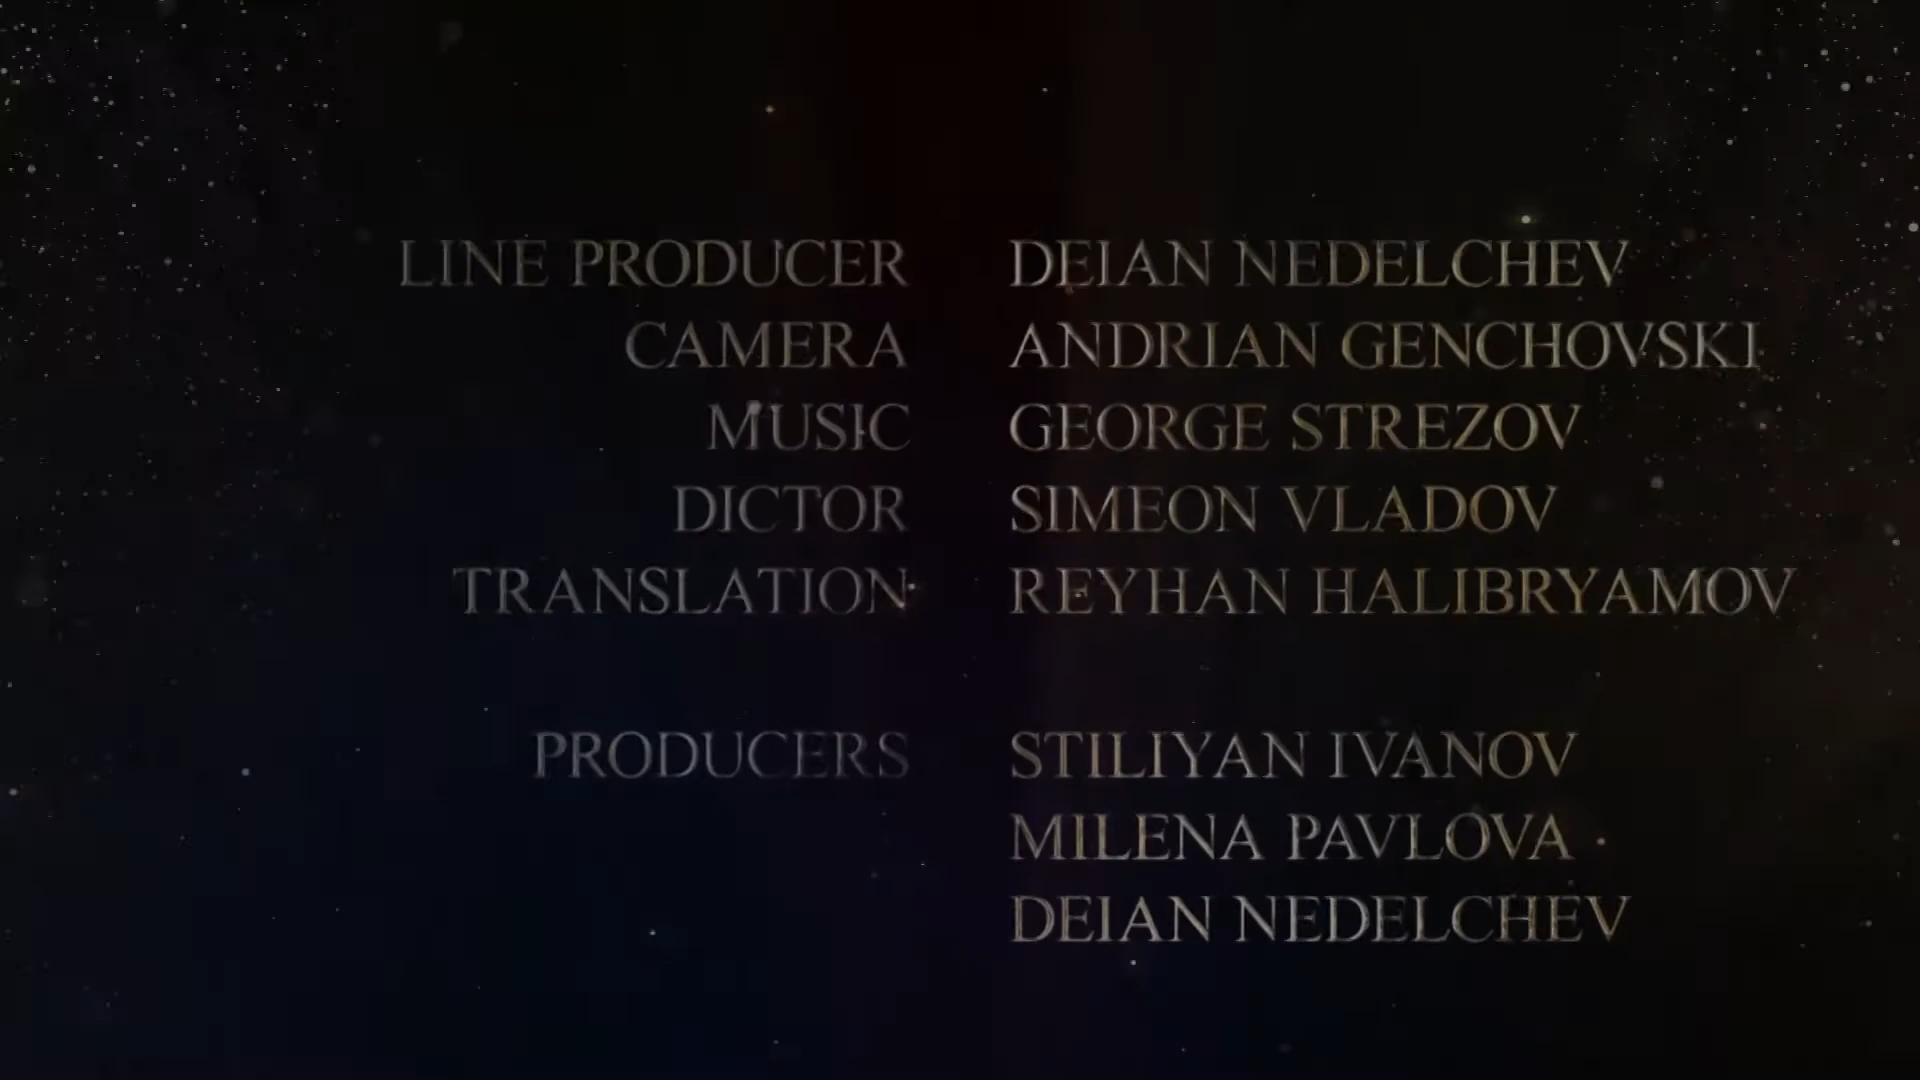 LINE PRODUCER DEIAN NEDELCHEV
CAMERA ANDRIAN GENCHOVSKI
MUSIC GEORGE STREZOV
DICTOR SIMEON VLADOV
TRANSLATION REYHAN HALIBRYAMOV
PRODUCERS STILIYAN IVANOV
MILENA PAVLOVA
DEIAN NEDELCHEV